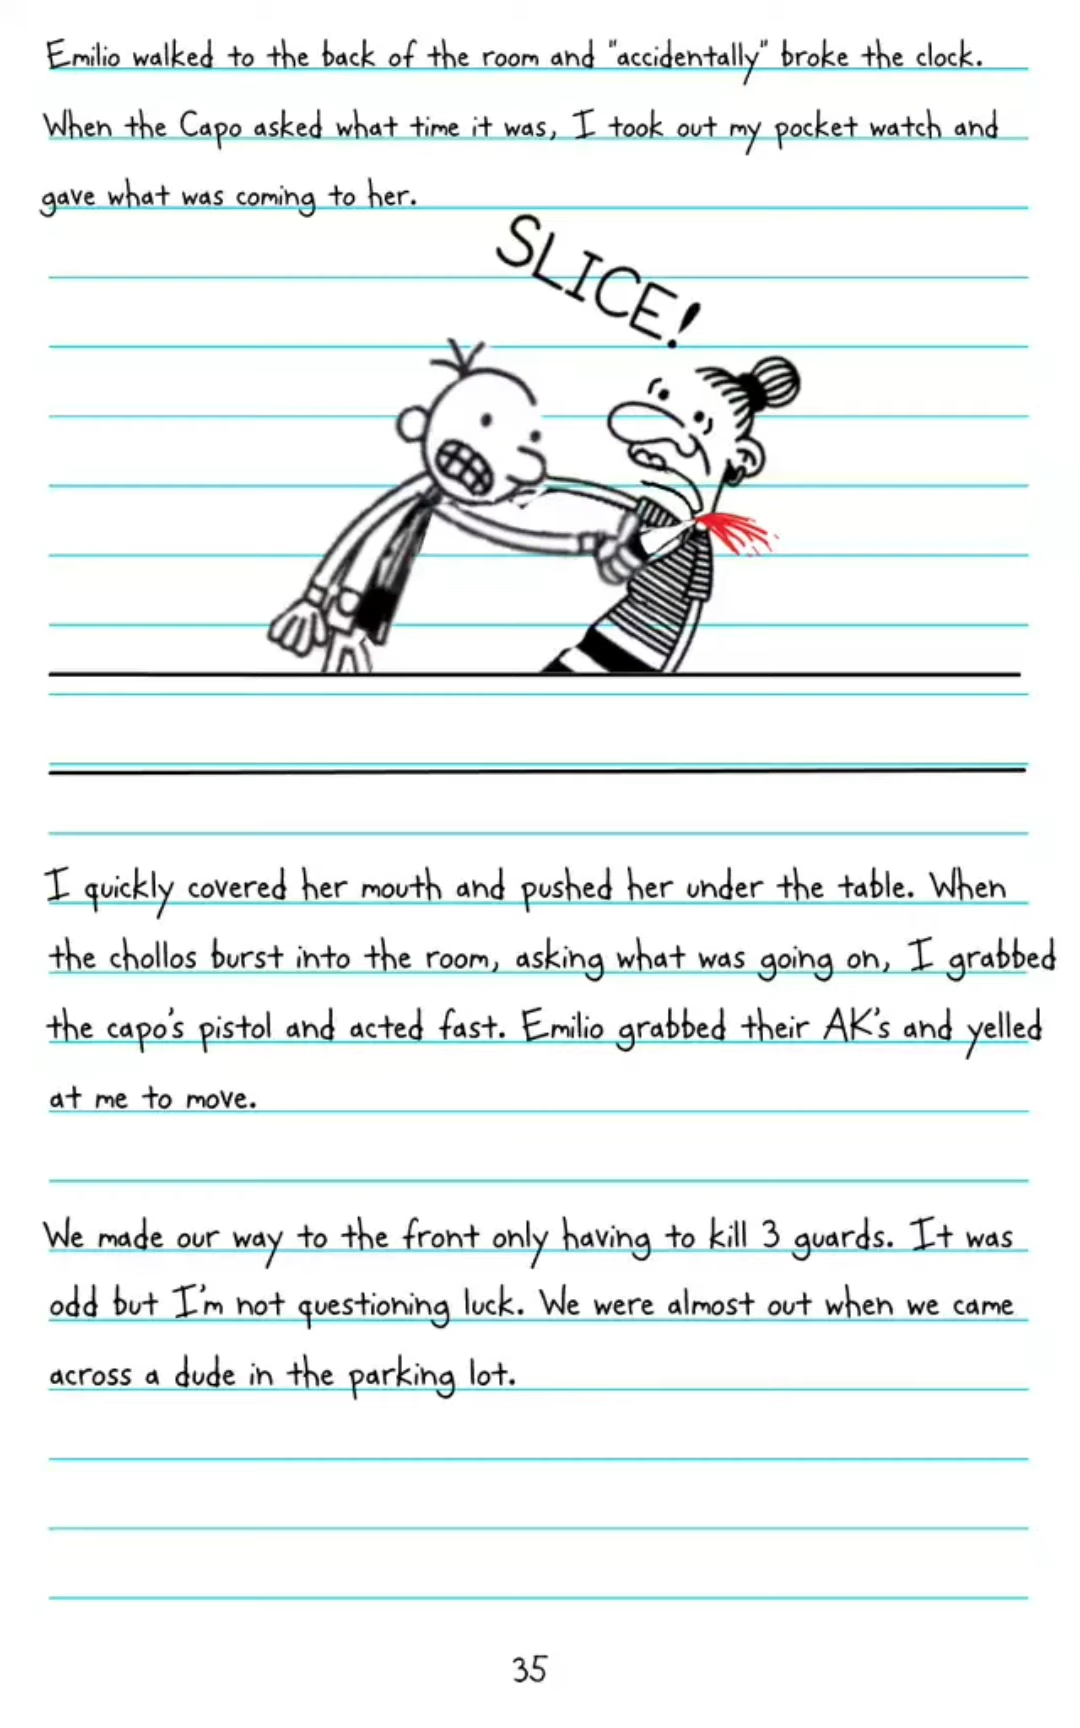 Emilio walked to the back of the room and "accidentally" broke the clock.
When the Capo asked what time it was, I took out my pocket watch and
gave what was coming to her.
SLICE!
I quickly covered her mouth and pushed her under the table. When
the chollos burst into the room, asking what was going on, I grabbed
the capo's pistol and acted fast. Emilio grabbed their AK's and yelled
at me to move.
We made our way to the front only having to kill 3 guards. It was
odd but I'm not questioning luck. We were almost out when we came
across a dude in the parking lot.
35